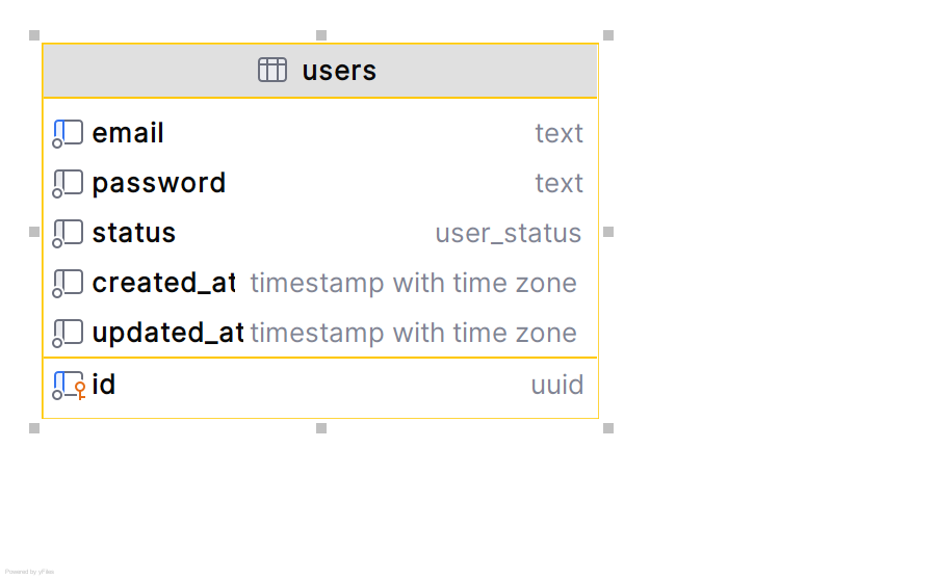 users
email text
password text
status user_status
created_at timestamp with time zone
updated_at timestamp with time zone
id uuid
Powered by yFiles